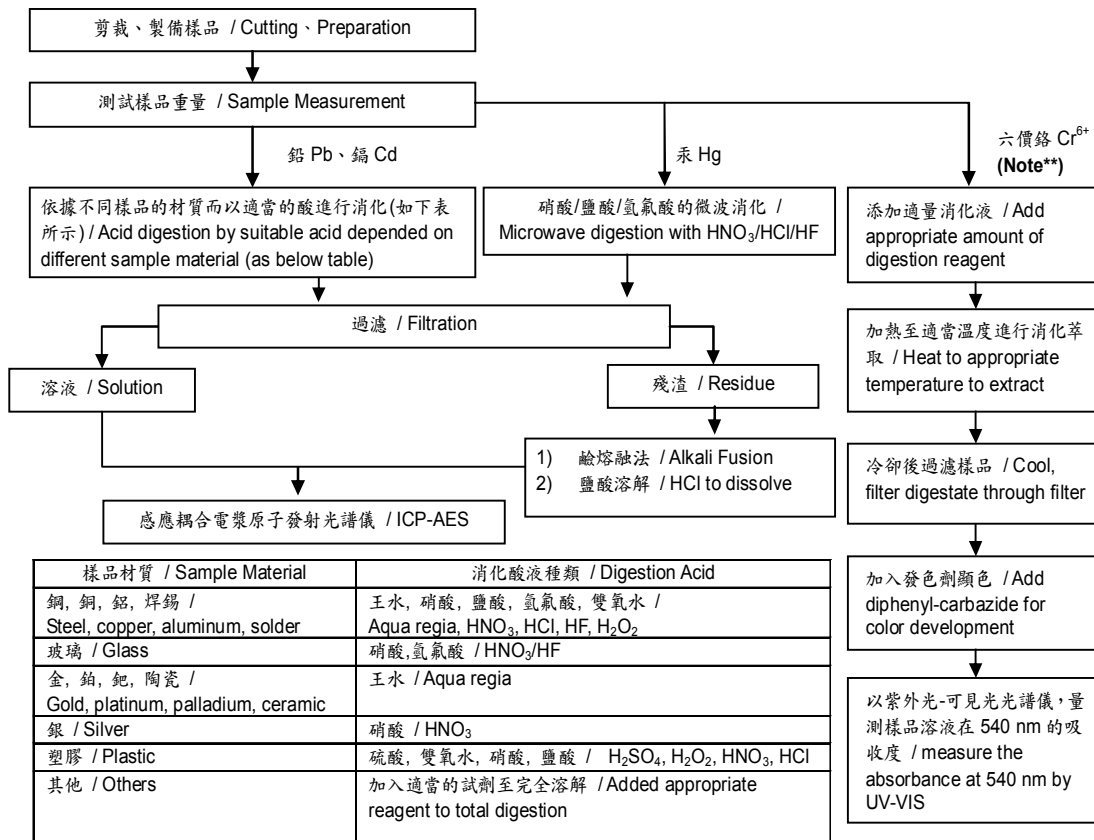 剪裁、製備樣品 / Cutting、Preparation
測試樣品重量 / Sample Measurement
鉛 Pb、鎘 Cd
汞 Hg
六價鉻 Cr⁶⁺
(Note**)
依據不同樣品的材質而以適當的酸進行消化(如下表
所示) / Acid digestion by suitable acid depended on
different sample material (as below table)
硝酸/鹽酸/氫氟酸的微波消化 /
Microwave digestion with HNO₃/HCl/HF
添加適量消化液 / Add
appropriate amount of
digestion reagent
過濾 / Filtration
加熱至適當溫度進行消化萃
取 / Heat to appropriate
temperature to extract
溶液 / Solution
殘渣 / Residue
1) 鹼熔融法 / Alkali Fusion
2) 鹽酸溶解 / HCl to dissolve
冷卻後過濾樣品 / Cool,
filter digestate through filter
感應耦合電漿原子發射光譜儀 / ICP-AES
加入發色劑顯色 / Add
diphenyl-carbazide for
color development
以紫外光-可見光光譜儀，量
測樣品溶液在 540 nm 的吸
收度 / measure the
absorbance at 540 nm by
UV-VIS
樣品材質 / Sample Material
消化酸液種類 / Digestion Acid
鋼, 銅, 鋁, 焊錫 /
Steel, copper, aluminum, solder
王水, 硝酸, 鹽酸, 氫氟酸, 雙氧水 /
Aqua regia, HNO₃, HCl, HF, H₂O₂
玻璃 / Glass
硝酸,氫氟酸 / HNO₃/HF
金, 鉑, 鈀, 陶瓷 /
Gold, platinum, palladium, ceramic
王水 / Aqua regia
銀 / Silver
硝酸 / HNO₃
塑膠 / Plastic
硫酸, 雙氧水, 硝酸, 鹽酸 / H₂SO₄, H₂O₂, HNO₃, HCl
其他 / Others
加入適當的試劑至完全溶解 / Added appropriate
reagent to total digestion